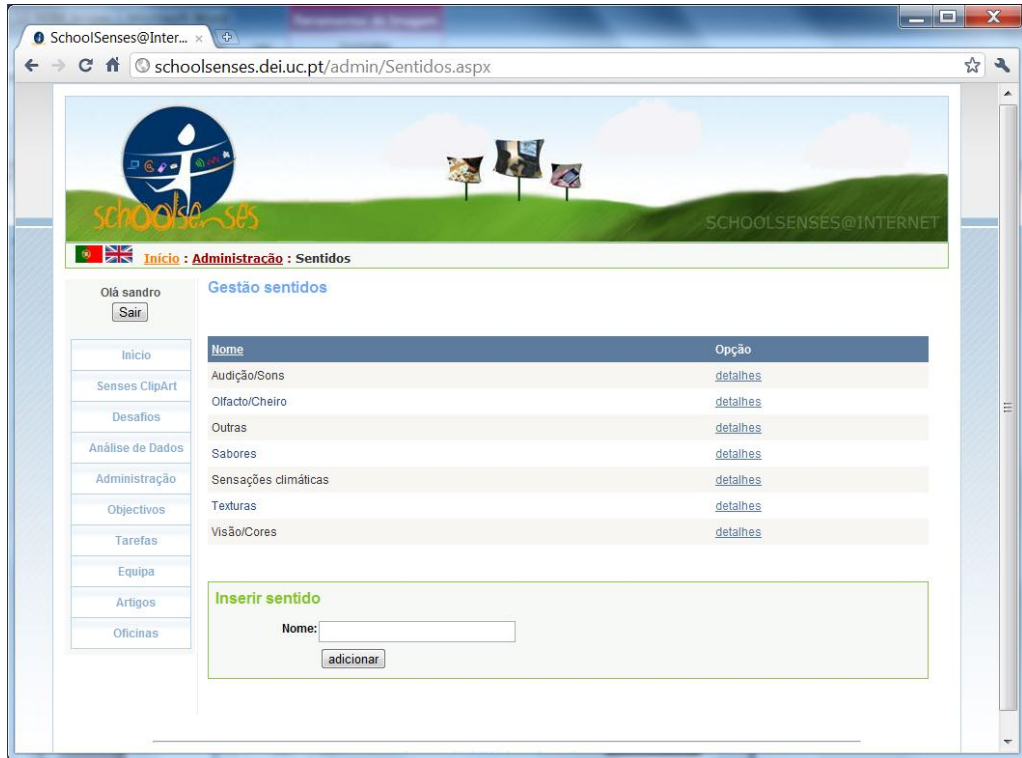 SchoolSenses@Inter...
schoolsenses.dei.uc.pt/admin/Sentidos.aspx
schoolsenses
SCHOOLSENSES@INTERNET
Início : Administração : Sentidos
Olá sandro
Sair
Início
Senses ClipArt
Desafios
Análise de Dados
Administração
Objectivos
Tarefas
Equipa
Artigos
Oficinas
Gestão sentidos
Nome Opção
Audição/Sons detalhes
Olfacto/Cheiro detalhes
Outras detalhes
Sabores detalhes
Sensações climáticas detalhes
Texturas detalhes
Visão/Cores detalhes
Inserir sentido
Nome:
adicionar